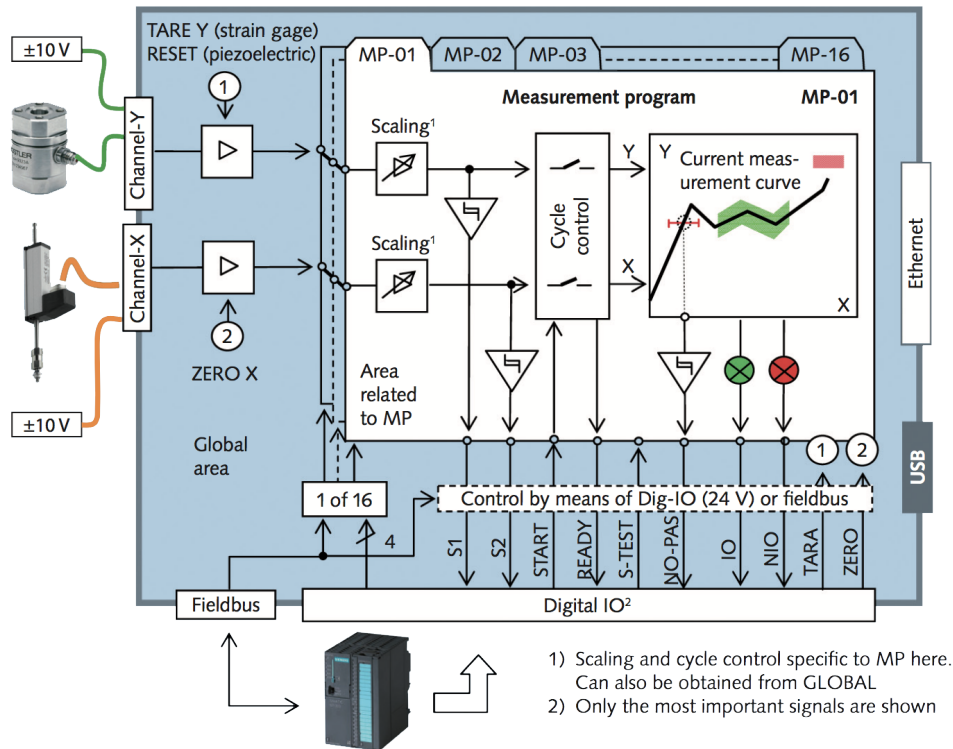 TARE Y (strain gage)
RESET (piezoelectric)
±10 V
MP-01
MP-02
MP-03
MP-16
1
Measurement program
MP-01
Channel-Y
Scaling¹
Y
Y
Current meas-
urement curve
Cycle
control
Ethernet
Channel-X
Scaling¹
X
X
2
ZERO X
±10 V
Area
related
to MP
Global
area
1
2
USB
1 of 16
Control by means of Dig-IO (24 V) or fieldbus
4
S1
S2
START
READY
S-TEST
NO-PAS
IO
NIO
TARA
ZERO
Fieldbus
Digital IO²
1) Scaling and cycle control specific to MP here.
Can also be obtained from GLOBAL
2) Only the most important signals are shown